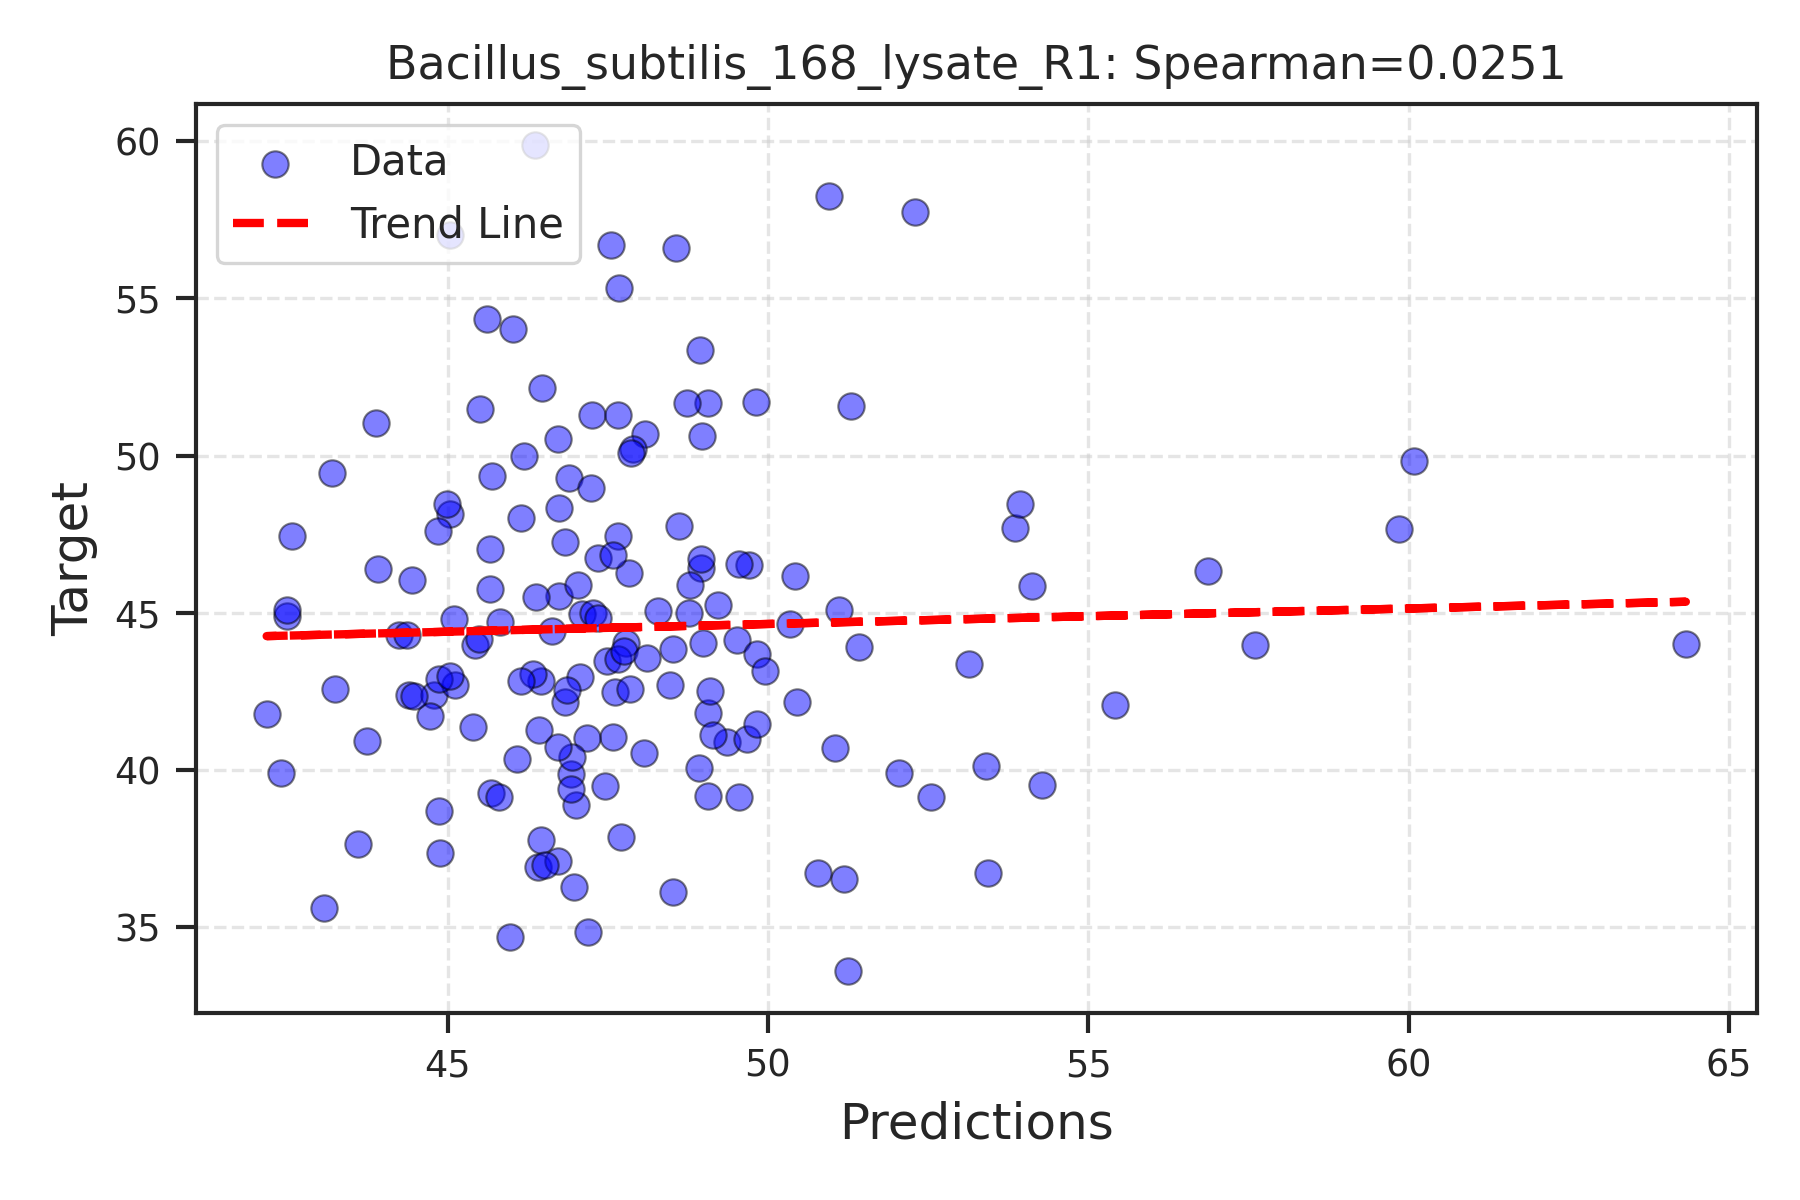 Bacillus_subtilis_168_lysate_R1: Spearman=0.0251
Data
Trend Line
60
55
50
45
40
35
Target
45
50
55
60
65
Predictions